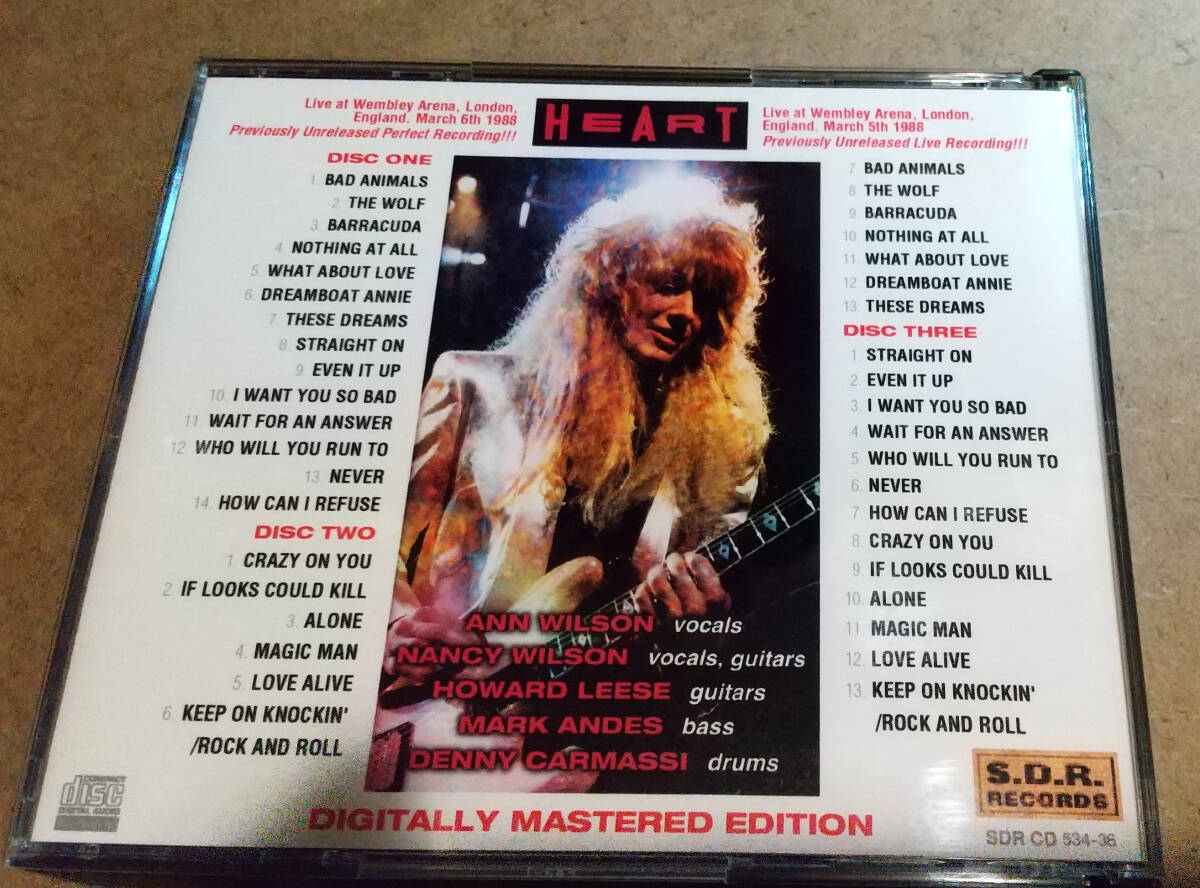 Live at Wembley Arena, London,
England. March 6th 1988
Previously Unreleased Perfect Recording!!!
HEART
Live at Wembley Arena, London,
England. March 5th 1988
Previously Unreleased Live Recording!!!
DISC ONE
1. BAD ANIMALS
2. THE WOLF
3. BARRACUDA
4. NOTHING AT ALL
5. WHAT ABOUT LOVE
6. DREAMBOAT ANNIE
7. THESE DREAMS
8. STRAIGHT ON
9. EVEN IT UP
10. I WANT YOU SO BAD
11. WAIT FOR AN ANSWER
12. WHO WILL YOU RUN TO
13. NEVER
14. HOW CAN I REFUSE
DISC TWO
1. CRAZY ON YOU
2. IF LOOKS COULD KILL
3. ALONE
4. MAGIC MAN
5. LOVE ALIVE
6. KEEP ON KNOCKIN'
/ROCK AND ROLL
7. BAD ANIMALS
8. THE WOLF
9. BARRACUDA
10. NOTHING AT ALL
11. WHAT ABOUT LOVE
12. DREAMBOAT ANNIE
13. THESE DREAMS
DISC THREE
1. STRAIGHT ON
2. EVEN IT UP
3. I WANT YOU SO BAD
4. WAIT FOR AN ANSWER
5. WHO WILL YOU RUN TO
6. NEVER
7. HOW CAN I REFUSE
8. CRAZY ON YOU
9. IF LOOKS COULD KILL
10. ALONE
11. MAGIC MAN
12. LOVE ALIVE
13. KEEP ON KNOCKIN'
/ROCK AND ROLL
ANN WILSON vocals
NANCY WILSON vocals, guitars
HOWARD LEESE guitars
MARK ANDES bass
DENNY CARMASSI drums
COMPACT
disc
DIGITAL AUDIO
DIGITALLY MASTERED EDITION
S.D.R.
RECORDS
SDR CD 534-36